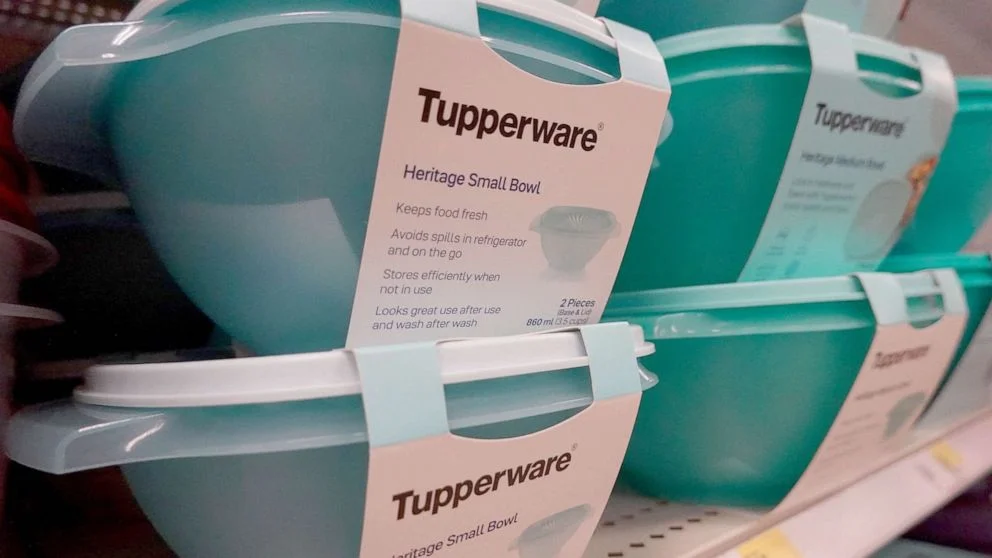 Tupperware®
Heritage Small Bowl
Keeps food fresh
Avoids spills in refrigerator
and on the go
Stores efficiently when
not in use
Looks great use after use
and wash after wash
2 Pieces
(Base & Lid)
860 ml (3.5 cups)
Tupperware®
Heritage Medium Bowl
Tupperware®
eritage Small Bowl
Tupperware